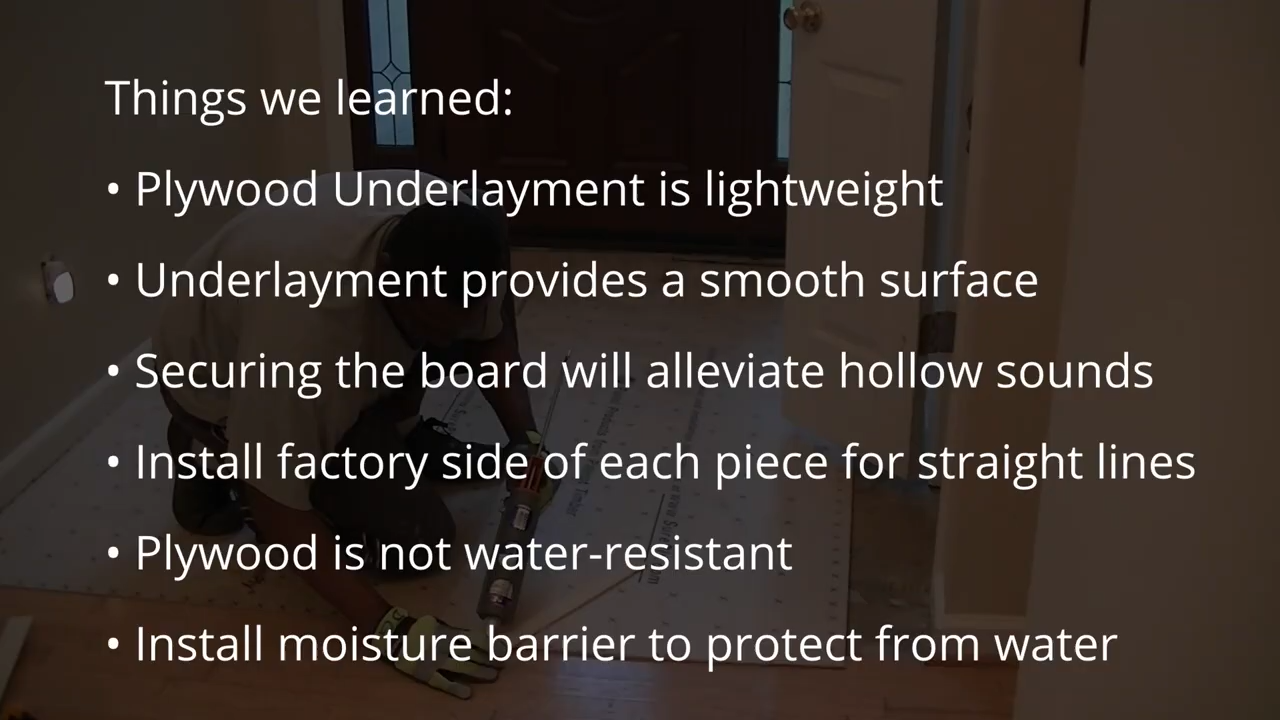 Things we learned:
• Plywood Underlayment is lightweight
• Underlayment provides a smooth surface
• Securing the board will alleviate hollow sounds
• Install factory side of each piece for straight lines
• Plywood is not water-resistant
• Install moisture barrier to protect from water